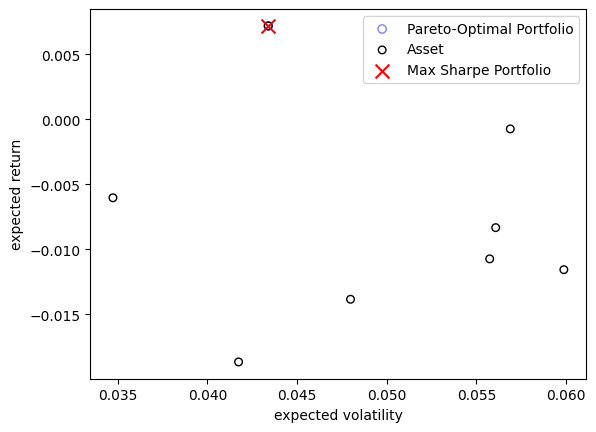 Pareto-Optimal Portfolio
Asset
Max Sharpe Portfolio
0.005
0.000
−0.005
−0.010
−0.015
expected return
0.035
0.040
0.045
0.050
0.055
0.060
expected volatility